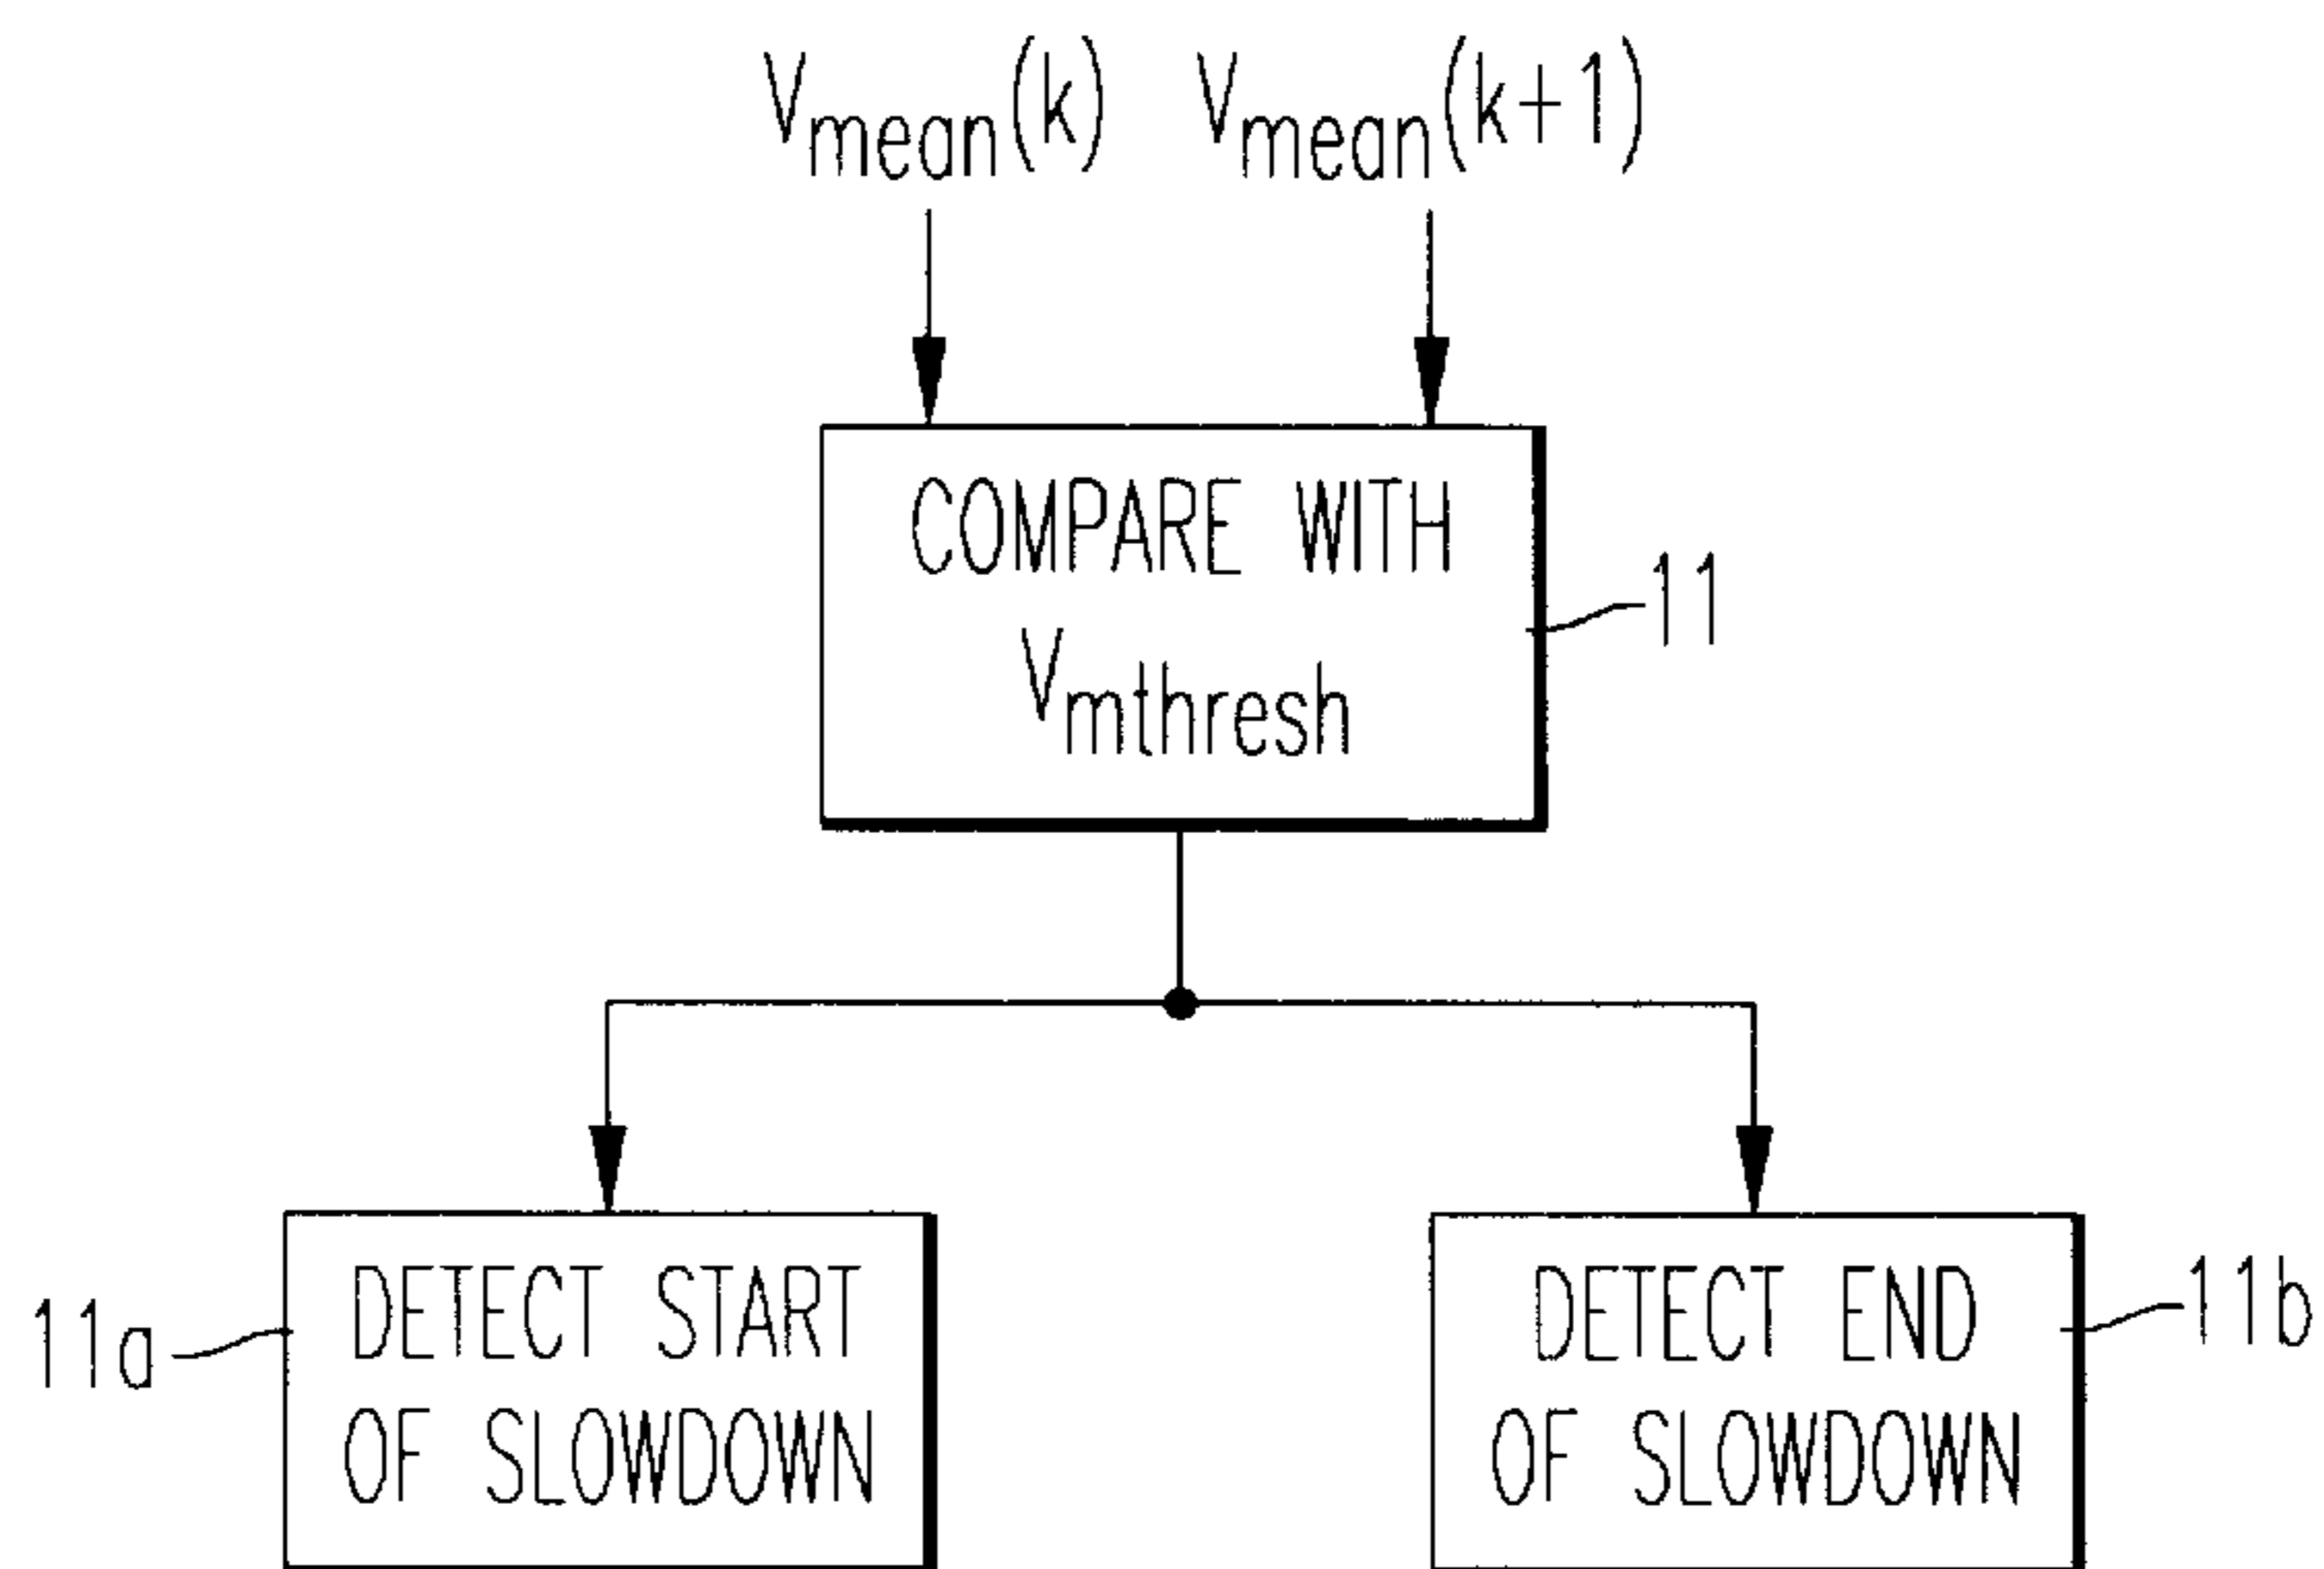 Vmean(k) Vmean(k+1)
COMPARE WITH
Vmthresh
11
11a
DETECT START
OF SLOWDOWN
DETECT END
OF SLOWDOWN
11b